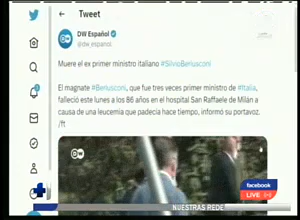 ← Tweet
DW Español
@dw_espanol
Muere el ex primer ministro italiano #SilvioBerlusconi
El magnate #Berlusconi, que fue tres veces primer ministro de #Italia,
falleció este lunes a los 86 años en el hospital San Raffaele de Milán a
causa de una leucemia que padecía hace tiempo, informó su portavoz.
/ft
DW
facebook
LIVE
NUESTRAS REDE